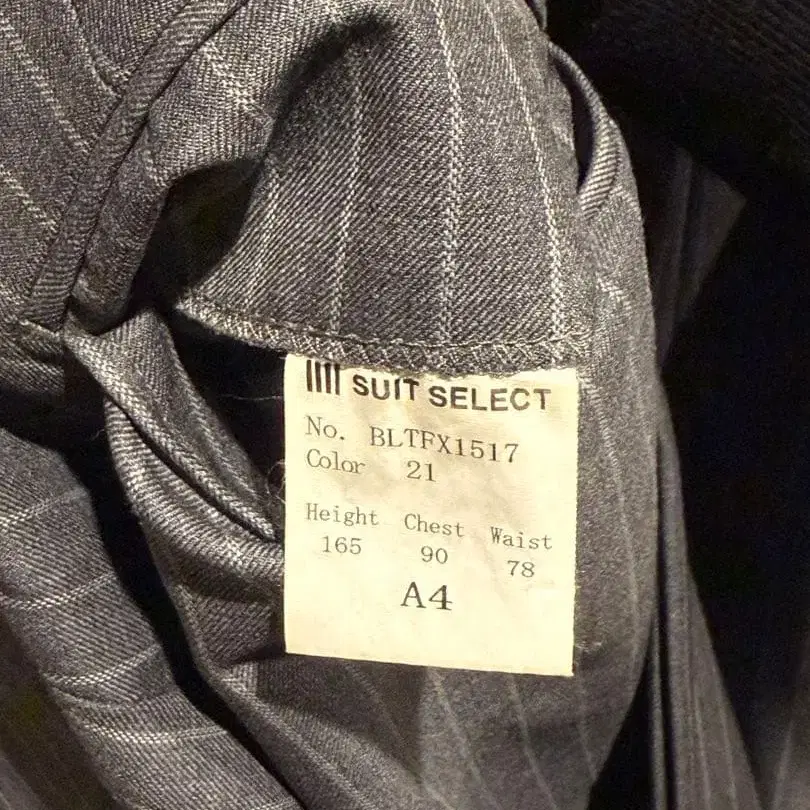 SUIT SELECT
No. BLTFX1517
Color 21
Height Chest Waist
165 90 78
A4